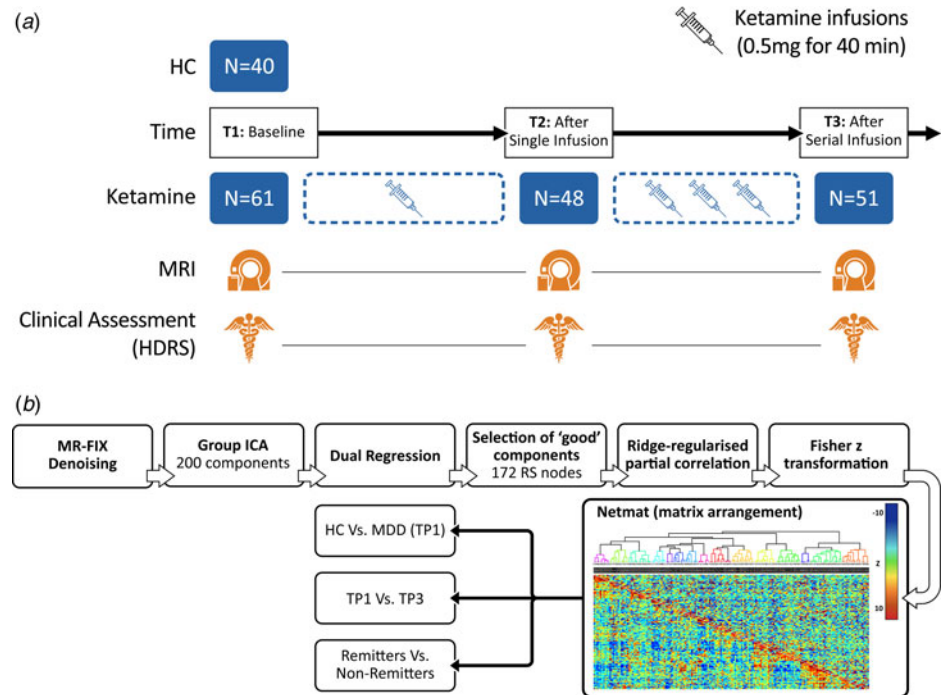 (a)
Ketamine infusions
(0.5mg for 40 min)
HC
N=40
Time
T1: Baseline
T2: After
Single Infusion
T3: After
Serial Infusion
Ketamine
N=61
N=48
N=51
MRI
Clinical Assessment
(HDRS)
(b)
MR-FIX
Denoising
Group ICA
200 components
Dual Regression
Selection of 'good'
components
172 RS nodes
Ridge-regularised
partial correlation
Fisher z
transformation
HC Vs. MDD (TP1)
TP1 Vs. TP3
Remitters Vs.
Non-Remitters
Netmat (matrix arrangement)
-10
Z
10